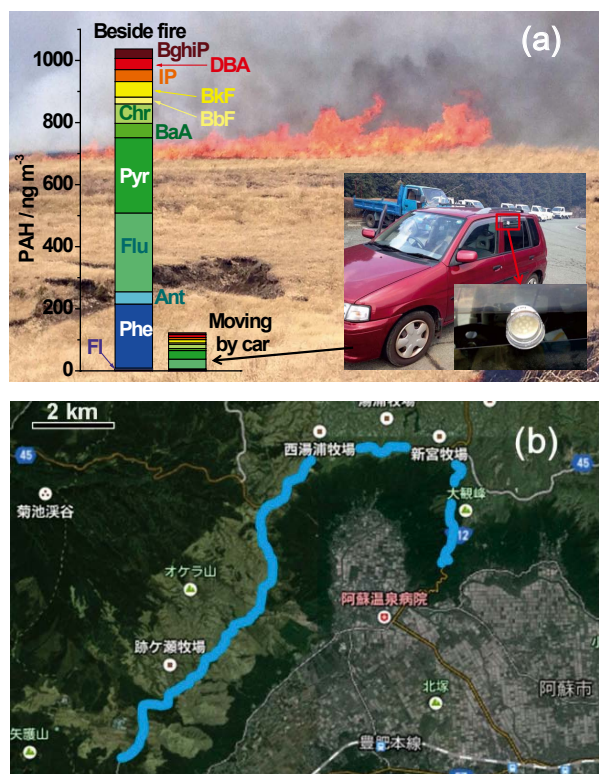 Beside fire
(a)
1000
BghiP
DBA
IP
BkF
Chr
BbF
800
BaA
PAH / ng m-3
Pyr
600
400
Flu
200
Ant
Phe
Moving
by car
Fl
0
2 km
(b)
45
西湯浦牧場
新宮牧場
45
菊池渓谷
大観峰
12
オケラ山
阿蘇温泉病院
跡ケ瀬牧場
北塚
阿蘇市
矢護山
豊肥本線